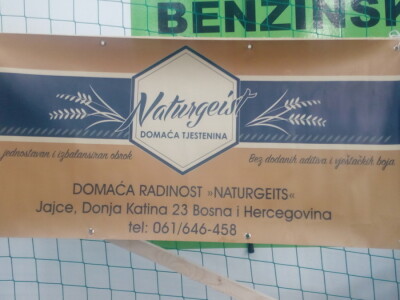 BENZINSK
Naturgeist
DOMAĆA TJESTENINA
jednostavan i izbalansiran obrok
Bez dodanih aditiva i vještačkih boja
DOMAĆA RADINOST »NATURGEITS«
Jajce, Donja Katina 23 Bosna i Hercegovina
tel: 061/646-458